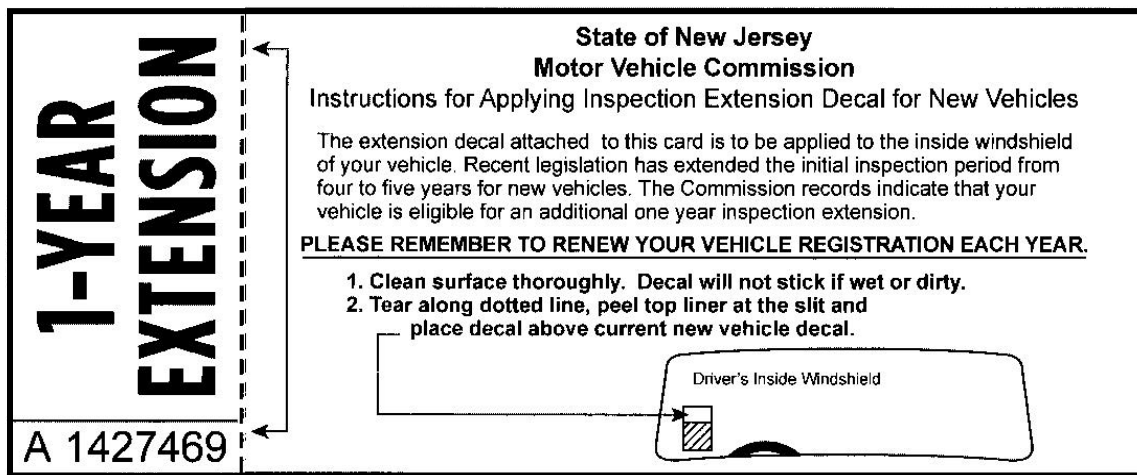 1-YEAR
EXTENSION
A 1427469
State of New Jersey
Motor Vehicle Commission
Instructions for Applying Inspection Extension Decal for New Vehicles
The extension decal attached to this card is to be applied to the inside windshield
of your vehicle. Recent legislation has extended the initial inspection period from
four to five years for new vehicles. The Commission records indicate that your
vehicle is eligible for an additional one year inspection extension.
PLEASE REMEMBER TO RENEW YOUR VEHICLE REGISTRATION EACH YEAR.
1. Clean surface thoroughly. Decal will not stick if wet or dirty.
2. Tear along dotted line, peel top liner at the slit and
place decal above current new vehicle decal.
Driver's Inside Windshield